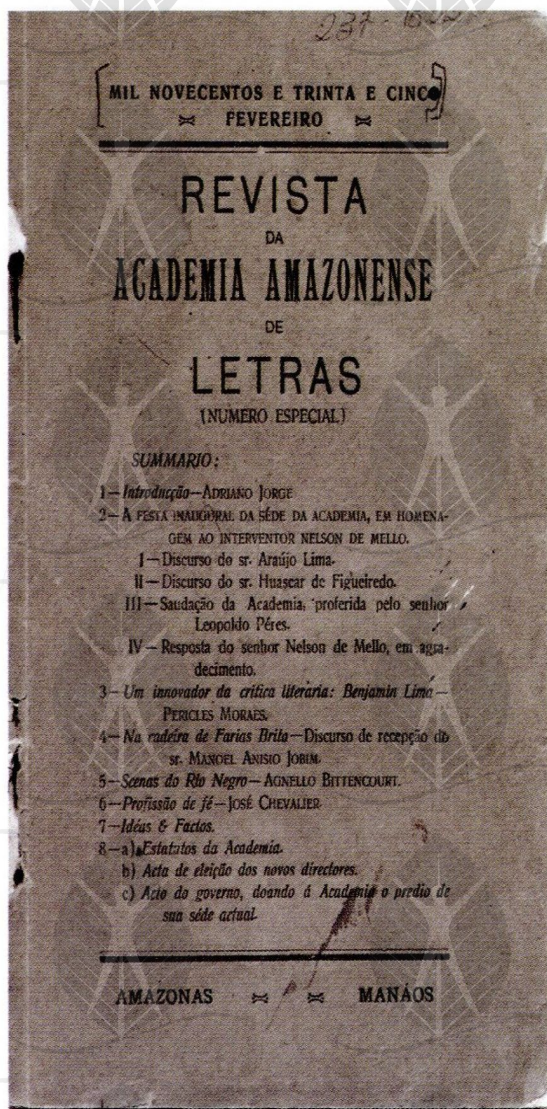 MIL NOVECENTOS E TRINTA E CINCO
FEVEREIRO
REVISTA
DA
ACADEMIA AMAZONENSE
DE
LETRAS
(NUMERO ESPECIAL)
SUMMARIO:
1—Introducção—ADRIANO JORGE
2—A FESTA INAUGURAL DA SÉDE DA ACADEMIA, EM HOMENA-
GEM AO INTERVENTOR NELSON DE MELLO.
I—Discurso do sr. Araújo Lima.
II—Discurso do sr. Huascar de Figueiredo.
III—Saudação da Academia, proferida pelo senhor
Leopoldo Péres.
IV—Resposta do senhor Nelson de Mello, em agra-
decimento.
3—Um innovador da critica literaria: Benjamin Lima—
PERICLES MORAES.
4—Na cadeira de Farias Brito—Discurso de recepção do
sr. MANOEL ANISIO JOBIM.
5—Scenas do Rio Negro—AGNELLO BITTENCOURT.
6—Profissão de fé—JOSÉ CHEVALIER
7—Idéas & Factos.
8—a) Estatutos da Academia.
b) Acta de eleição dos novos directores.
c) Acto do governo, doando á Academia o predio de
sua séde actual
AMAZONAS MANÁOS